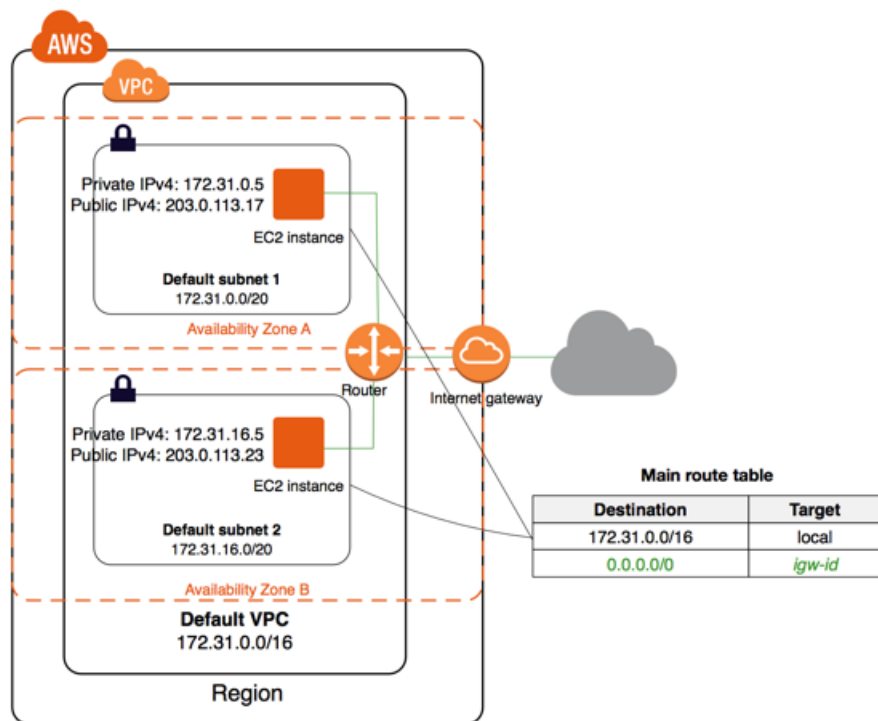 AWS
VPC
Private IPv4: 172.31.0.5
Public IPv4: 203.0.113.17
EC2 instance
Default subnet 1
172.31.0.0/20
Availability Zone A
Router
Internet gateway
Private IPv4: 172.31.16.5
Public IPv4: 203.0.113.23
EC2 instance
Default subnet 2
172.31.16.0/20
Availability Zone B
Default VPC
172.31.0.0/16
Region
Main route table
Destination Target
172.31.0.0/16 local
0.0.0.0/0 igw-id